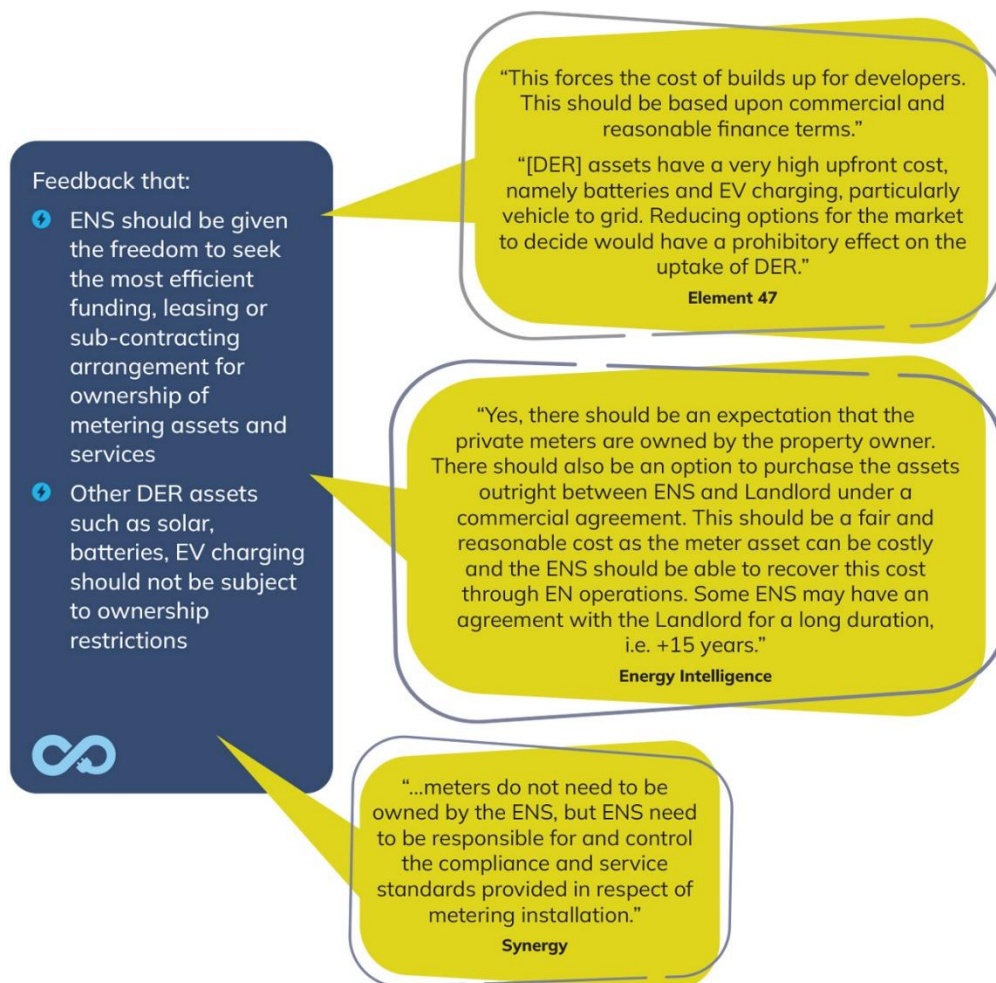 Feedback that:
ENS should be given
the freedom to seek
the most efficient
funding, leasing or
sub-contracting
arrangement for
ownership of
metering assets and
services
Other DER assets
such as solar,
batteries, EV charging
should not be subject
to ownership
restrictions
“This forces the cost of builds up for developers.
This should be based upon commercial and
reasonable finance terms.”
“[DER] assets have a very high upfront cost,
namely batteries and EV charging, particularly
vehicle to grid. Reducing options for the market
to decide would have a prohibitory effect on the
uptake of DER.”
Element 47
“Yes, there should be an expectation that the
private meters are owned by the property owner.
There should also be an option to purchase the assets
outright between ENS and Landlord under a
commercial agreement. This should be a fair and
reasonable cost as the meter asset can be costly
and the ENS should be able to recover this cost
through EN operations. Some ENS may have an
agreement with the Landlord for a long duration,
i.e. +15 years.”
Energy Intelligence
“...meters do not need to be
owned by the ENS, but ENS need
to be responsible for and control
the compliance and service
standards provided in respect of
metering installation.”
Synergy